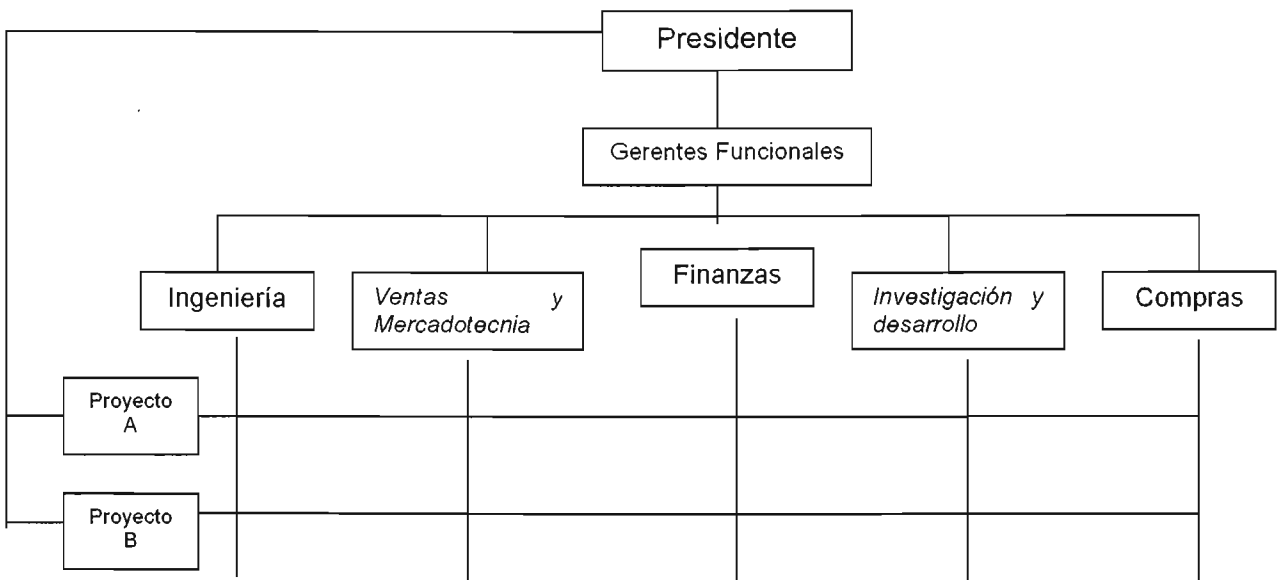 Presidente
Gerentes Funcionales
Ingeniería
Ventas y
Mercadotecnia
Finanzas
Investigación y
desarrollo
Compras
Proyecto
A
Proyecto
B